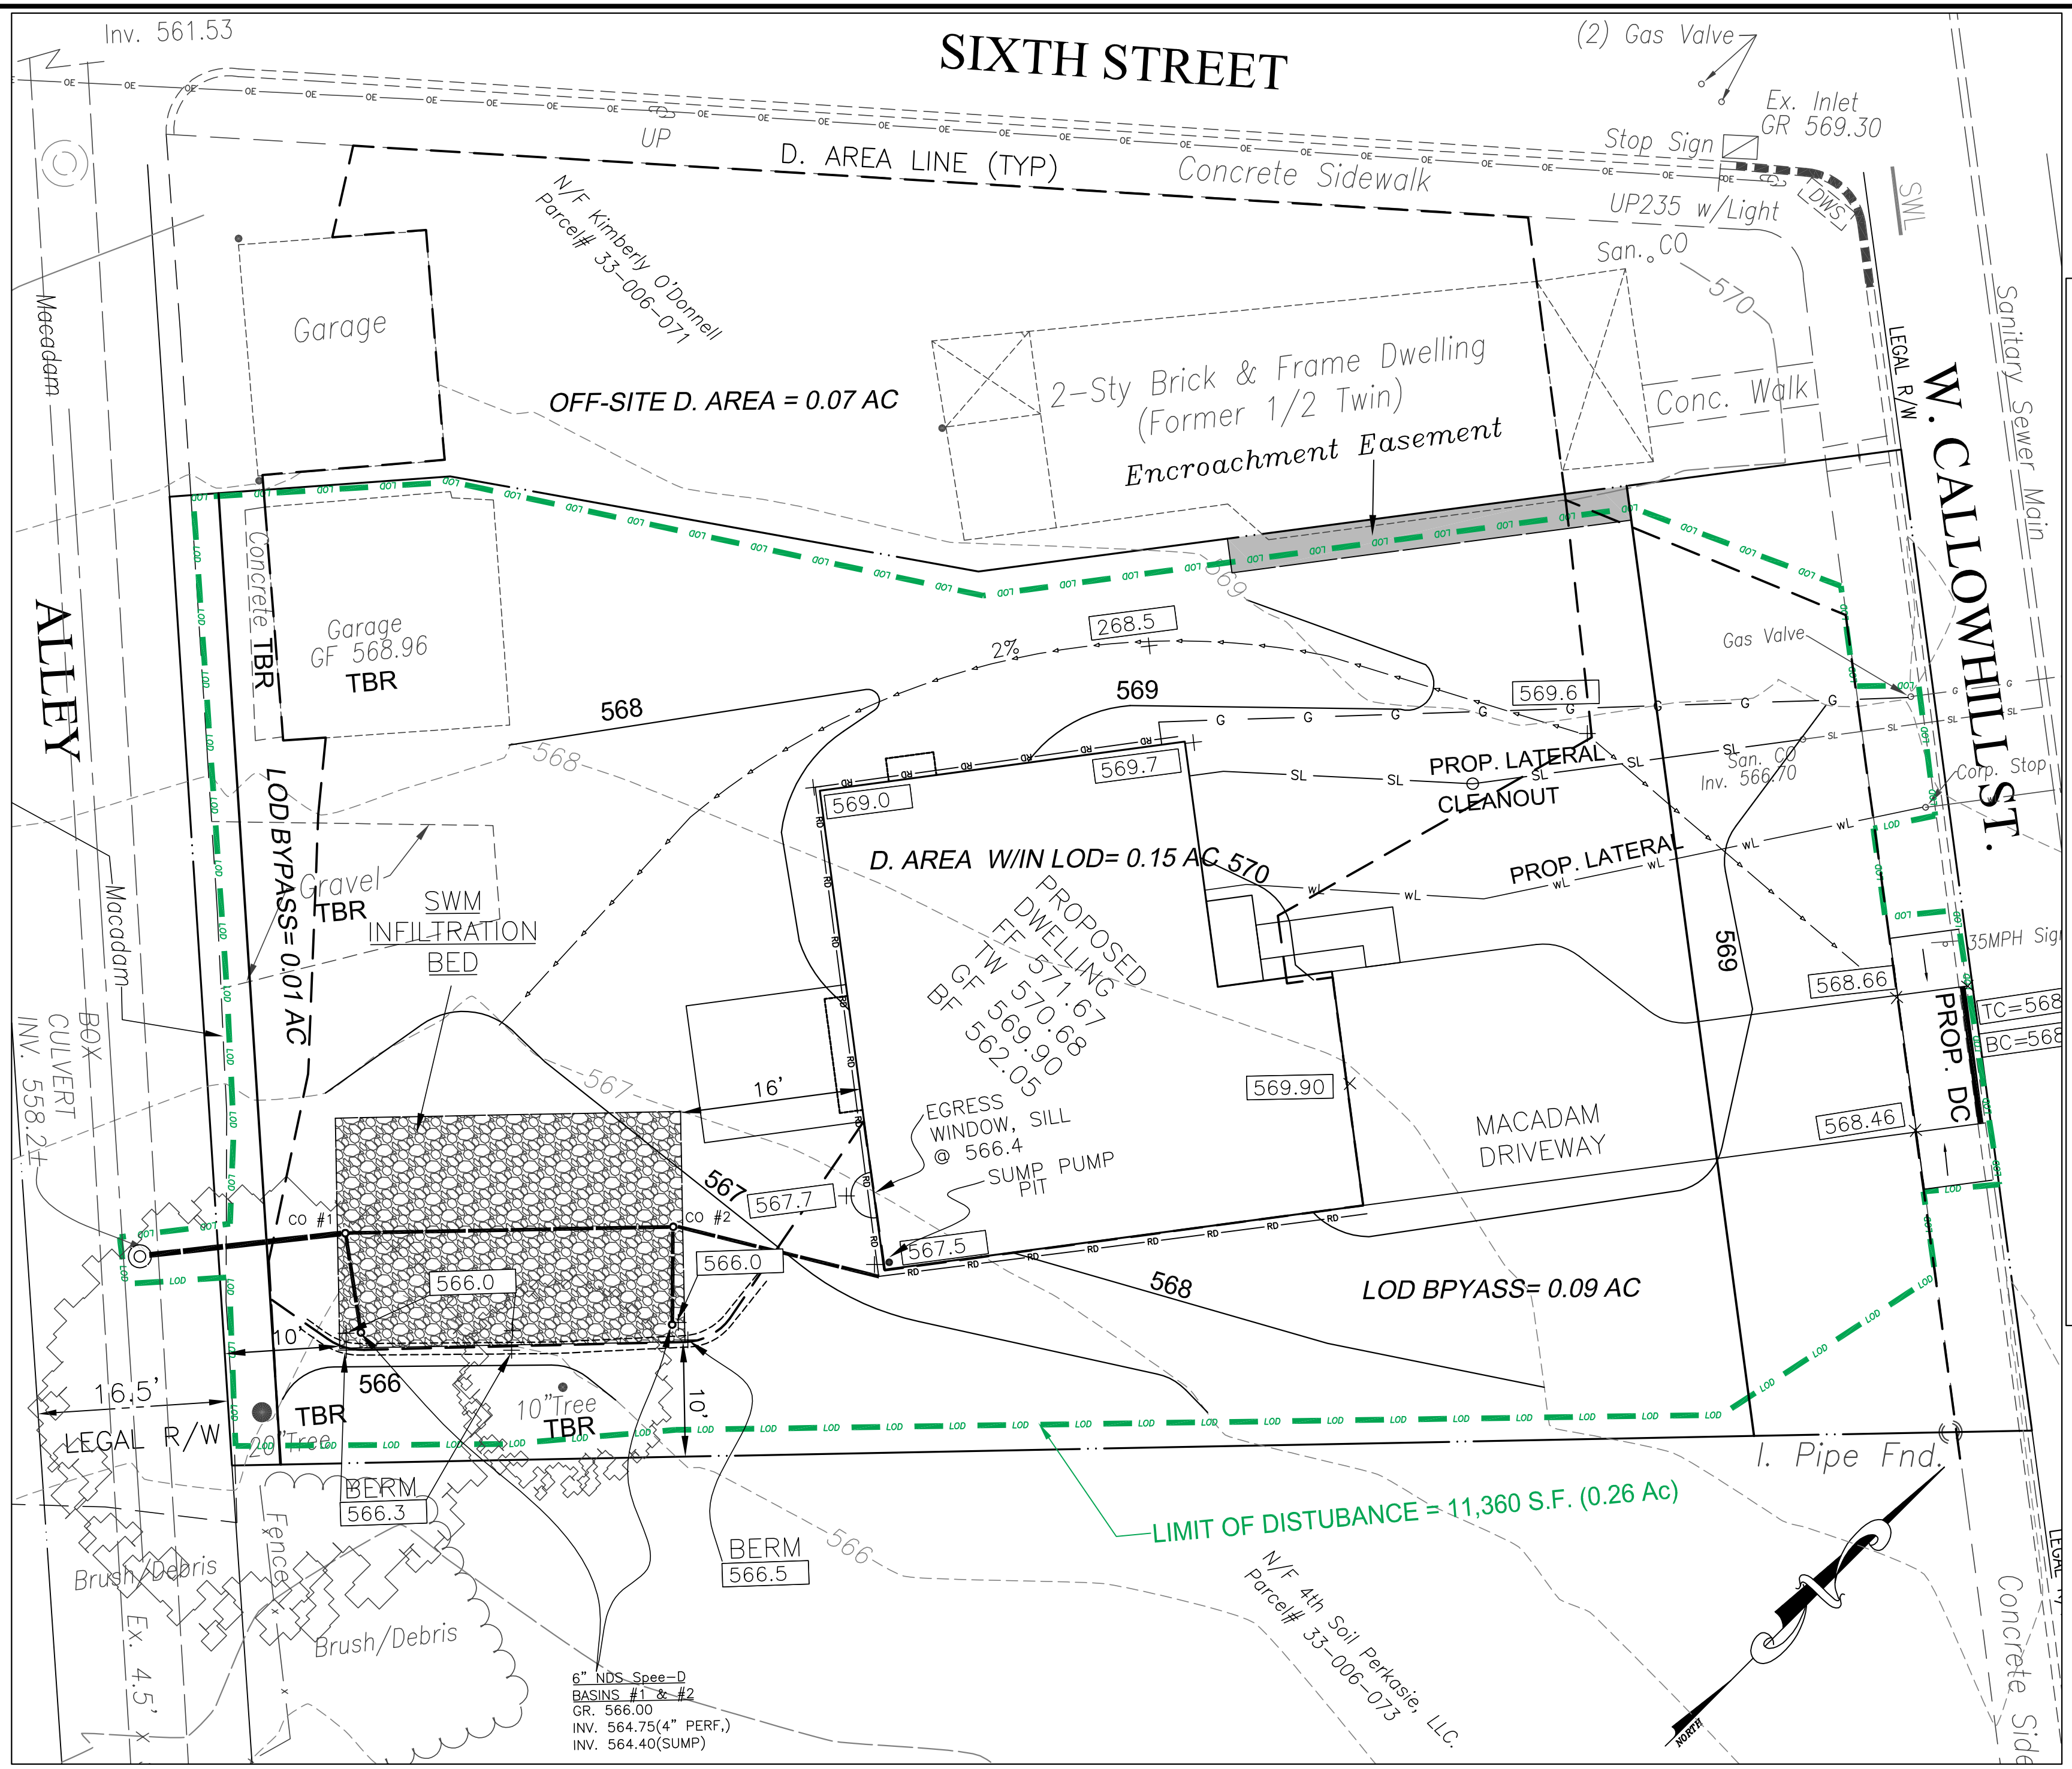 Inv. 561.53
SIXTH STREET
(2) Gas Valve
Ex. Inlet
GR 569.30
Stop Sign
UP
D. AREA LINE (TYP)
Concrete Sidewalk
UP235 w/Light
DWS
SWL
San. CO
570
N/F Kimberly O'Donnell
Parcel# 33-006-071
Garage
Macadam
OFF-SITE D. AREA = 0.07 AC
2-Sty Brick & Frame Dwelling
(Former 1/2 Twin)
Encroachment Easement
Conc. Walk
LEGAL R/W
W. CALLOWHILL ST.
Sanitary Sewer Main
ALLEY
Concrete
TBR
Garage
GF 568.96
TBR
569
268.5
2%
568
569
569.6
Gas Valve
568
569.7
569.0
PROP. LATERAL
CLEANOUT
San. CO
Inv. 566.70
Corp. Stop
D. AREA W/IN LOD= 0.15 AC
570
PROP. LATERAL
LOD BYPASS= 0.01 AC
Gravel
TBR
SWM
INFILTRATION
BED
Macadam
PROPOSED
DWELLING
FF 571.67
TW 570.68
GF 569.90
BF 562.05
569
35MPH Sig
568.66
TC=568
BC=568
PROP. DC
568.46
BOX
CULVERT
INV. 558.21
567
16'
EGRESS
WINDOW, SILL
@ 566.4
SUMP PUMP
PIT
569.90
MACADAM
DRIVEWAY
567
567.7
CO #1
CO #2
566.0
566.0
567.5
568
LOD BPYASS= 0.09 AC
10'
16.5'
LEGAL R/W
566
TBR
20"Tree
10"Tree
TBR
10'
BERM
566.3
BERM
566.5
566
LIMIT OF DISTUBANCE = 11,360 S.F. (0.26 Ac)
I. Pipe Fnd.
N/F 4th Soil Perkasie, LLC.
Parcel# 33-006-073
NORTH
Brush/Debris
Fence
Brush/Debris
Ex. 4.5' x
6" NDS Spee-D
BASINS #1 & #2
GR. 566.00
INV. 564.75(4" PERF,)
INV. 564.40(SUMP)
Concrete Side